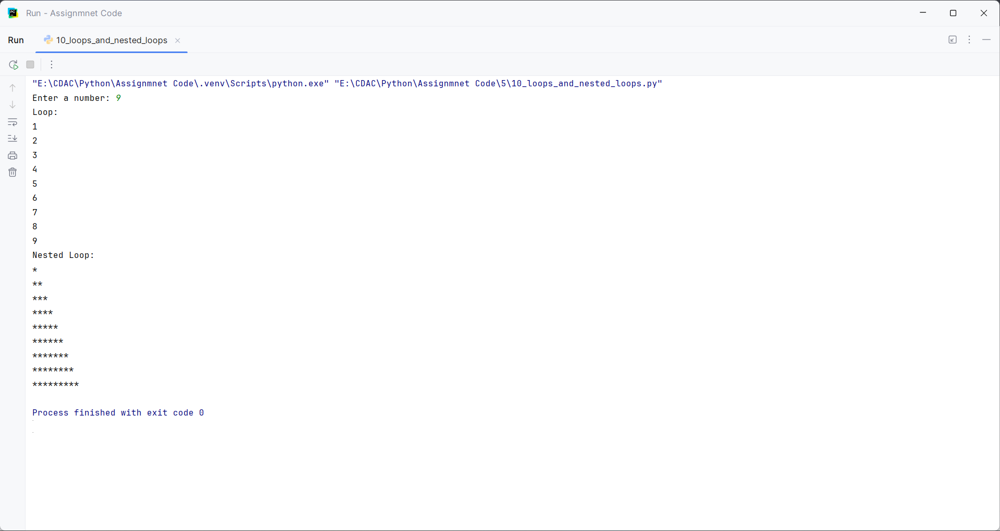 Run - Assignmnet Code
Run 10_loops_and_nested_loops
"E:\CDAC\Python\Assignmnet Code\.venv\Scripts\python.exe" "E:\CDAC\Python\Assignmnet Code\5\10_loops_and_nested_loops.py"
Enter a number: 9
Loop:
1
2
3
4
5
6
7
8
9
Nested Loop:
*
**
***
****
*****
******
*******
********
*********
Process finished with exit code 0